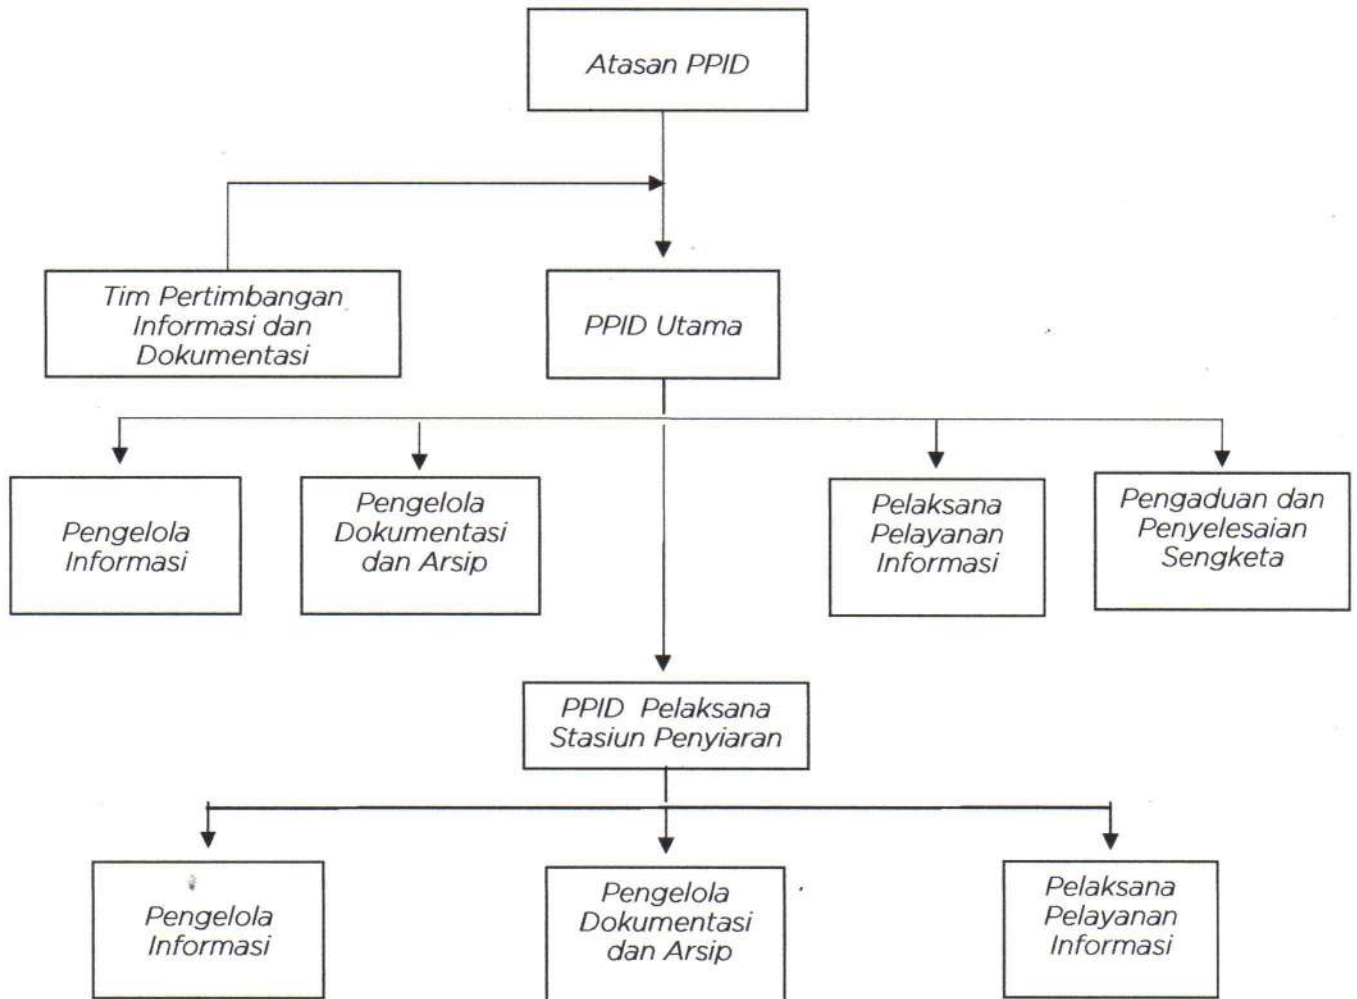 Atasan PPID
Tim Pertimbangan
Informasi dan
Dokumentasi
PPID Utama
Pengelola
Informasi
Pengelola
Dokumentasi
dan Arsip
Pelaksana
Pelayanan
Informasi
Pengaduan dan
Penyelesaian
Sengketa
PPID Pelaksana
Stasiun Penyiaran
Pengelola
Informasi
Pengelola
Dokumentasi
dan Arsip
Pelaksana
Pelayanan
Informasi